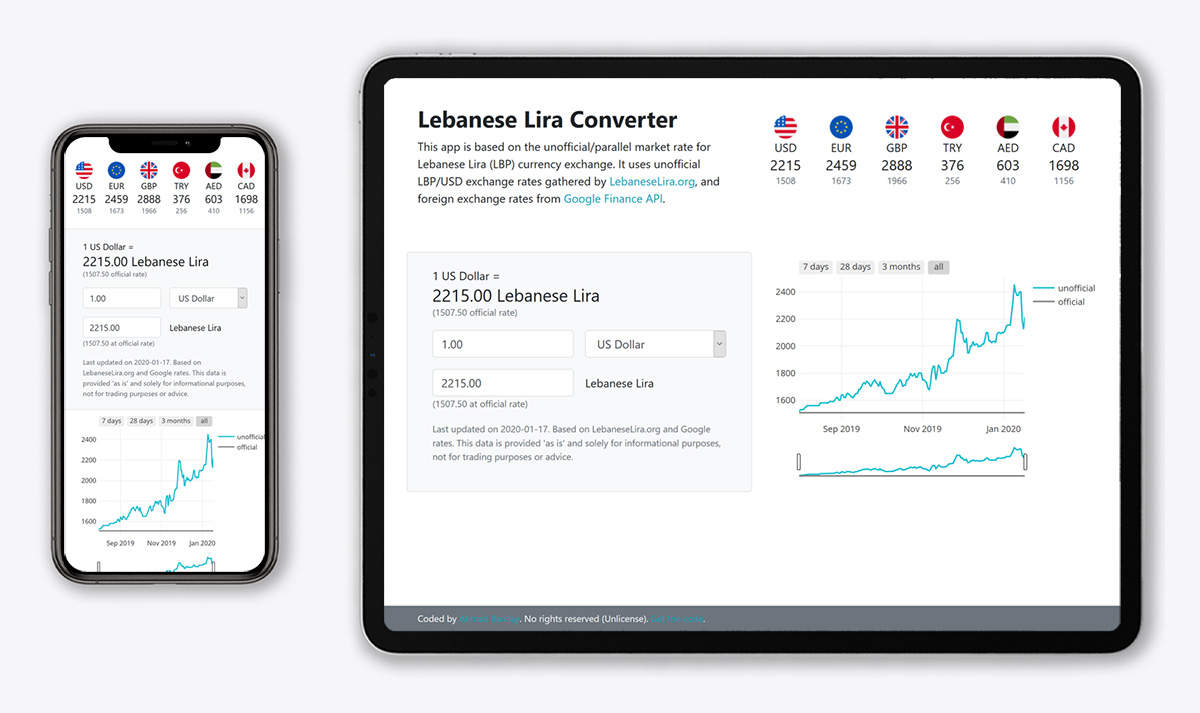 USD EUR GBP TRY AED CAD
2215 2459 2888 376 603 1698
1508 1673 1966 256 410 1156
1 US Dollar =
2215.00 Lebanese Lira
(1507.50 official rate)
1.00 US Dollar
2215.00 Lebanese Lira
(1507.50 at official rate)
Last updated on 2020-01-17. Based on
LebaneseLira.org and Google rates. This data is
provided 'as is' and solely for informational purposes,
not for trading purposes or advice.
7 days 28 days 3 months all
unofficial
official
2400
2200
2000
1800
1600
Sep 2019 Nov 2019 Jan 2020
Lebanese Lira Converter
This app is based on the unofficial/parallel market rate for
Lebanese Lira (LBP) currency exchange. It uses unofficial
LBP/USD exchange rates gathered by LebaneseLira.org, and
foreign exchange rates from Google Finance API.
USD EUR GBP TRY AED CAD
2215 2459 2888 376 603 1698
1508 1673 1966 256 410 1156
1 US Dollar =
2215.00 Lebanese Lira
(1507.50 official rate)
1.00 US Dollar
2215.00 Lebanese Lira
(1507.50 at official rate)
Last updated on 2020-01-17. Based on LebaneseLira.org and Google
rates. This data is provided 'as is' and solely for informational purposes,
not for trading purposes or advice.
7 days 28 days 3 months all
unofficial
official
2400
2200
2000
1800
1600
Sep 2019 Nov 2019 Jan 2020
Coded by. No rights reserved (Unlicense). Get the code.